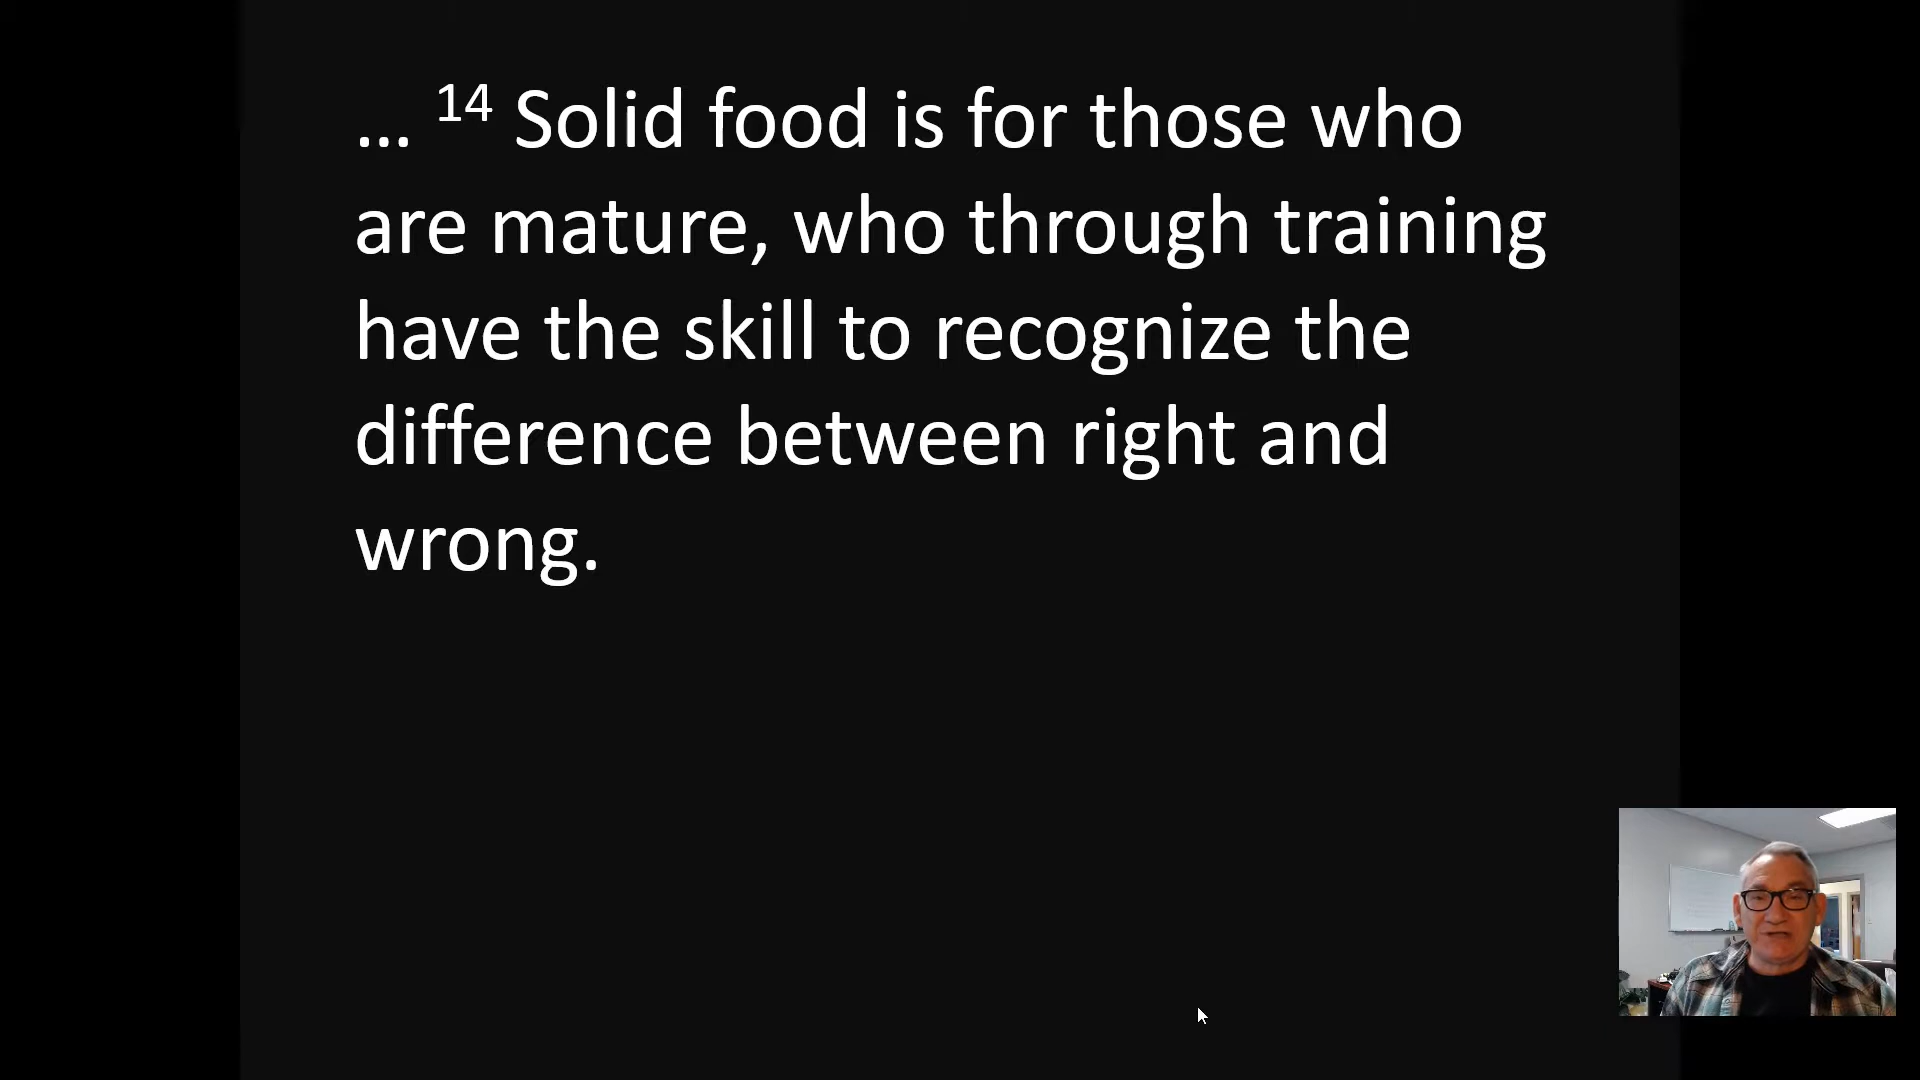 ... 14 Solid food is for those who
are mature, who through training
have the skill to recognize the
difference between right and
wrong.